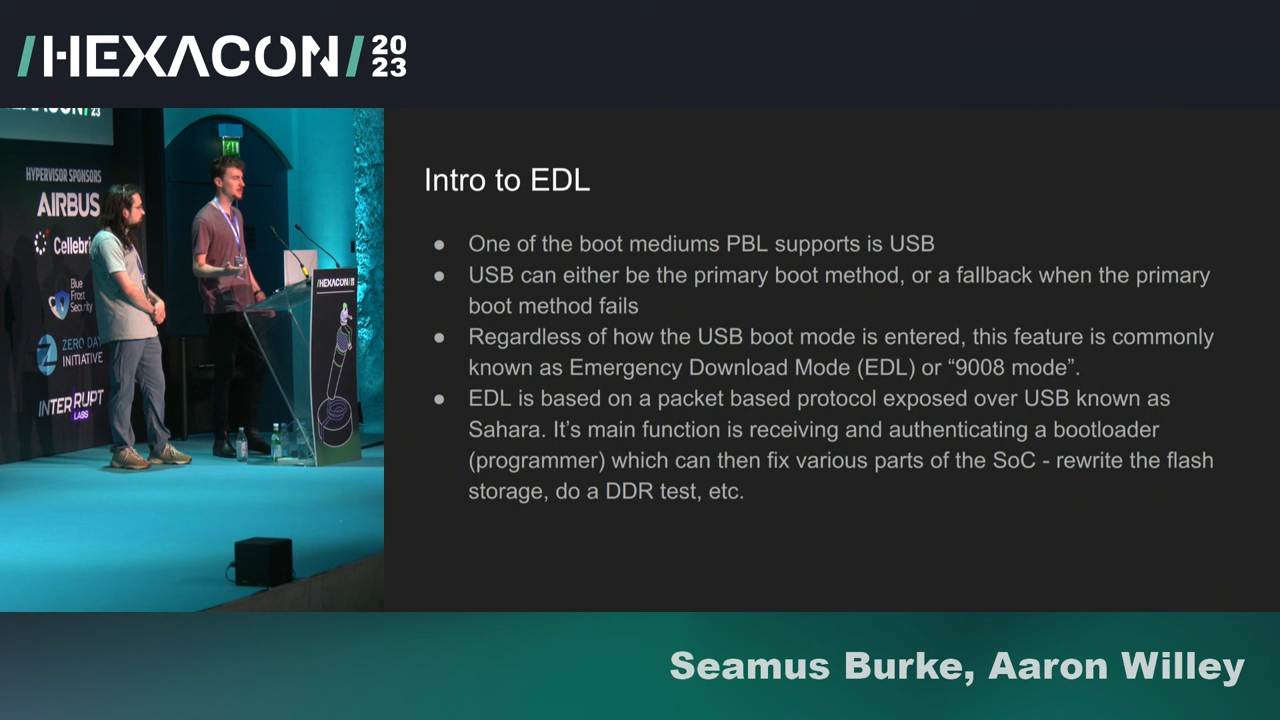 /HEXACON/ 20
23
23
HYPERVISOR SPONSORS
AIRBUS
Cellebri
Blue
Frost
Security
ZERO DAY
INITIATIVE
INTERRUPT
LABS
/HEXACON/
Intro to EDL
● One of the boot mediums PBL supports is USB
● USB can either be the primary boot method, or a fallback when the primary
boot method fails
● Regardless of how the USB boot mode is entered, this feature is commonly
known as Emergency Download Mode (EDL) or “9008 mode”.
● EDL is based on a packet based protocol exposed over USB known as
Sahara. It’s main function is receiving and authenticating a bootloader
(programmer) which can then fix various parts of the SoC - rewrite the flash
storage, do a DDR test, etc.
Seamus Burke, Aaron Willey